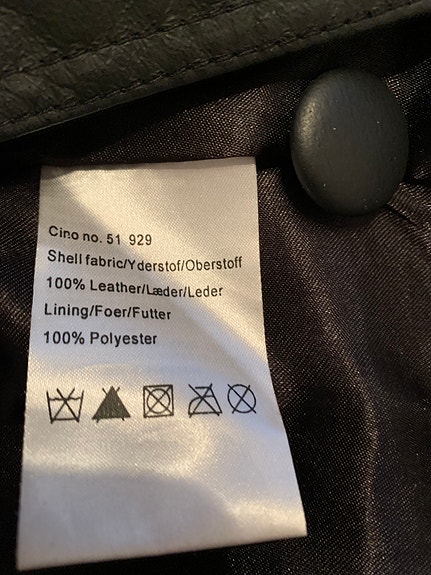 Cino no. 51 929
Shell fabric/Yderstof/Oberstoff
100% Leather/Læder/Leder
Lining/Foer/Futter
100% Polyester